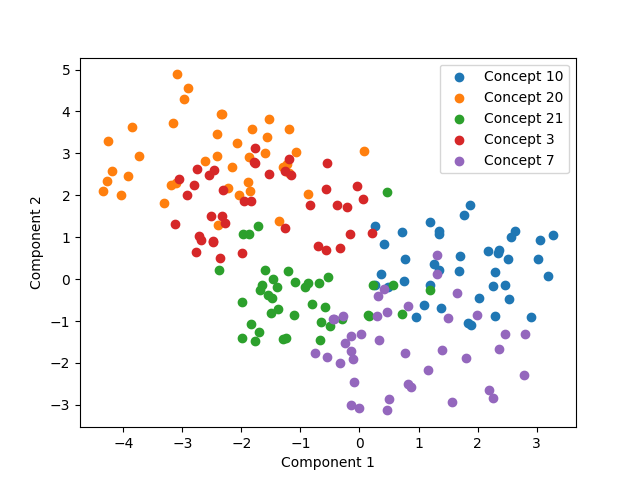 Concept 10
Concept 20
Concept 21
Concept 3
Concept 7
5
4
3
2
1
0
−1
−2
−3
Component 2
−4 −3 −2 −1 0 1 2 3
Component 1